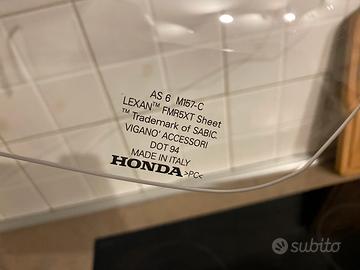 AS 6 M157-C
LEXAN™ FMR5XT Sheet
™ Trademark of SABIC.
VIGANO' ACCESSORI
DOT 94
MADE IN ITALY
HONDA >PC<
subito